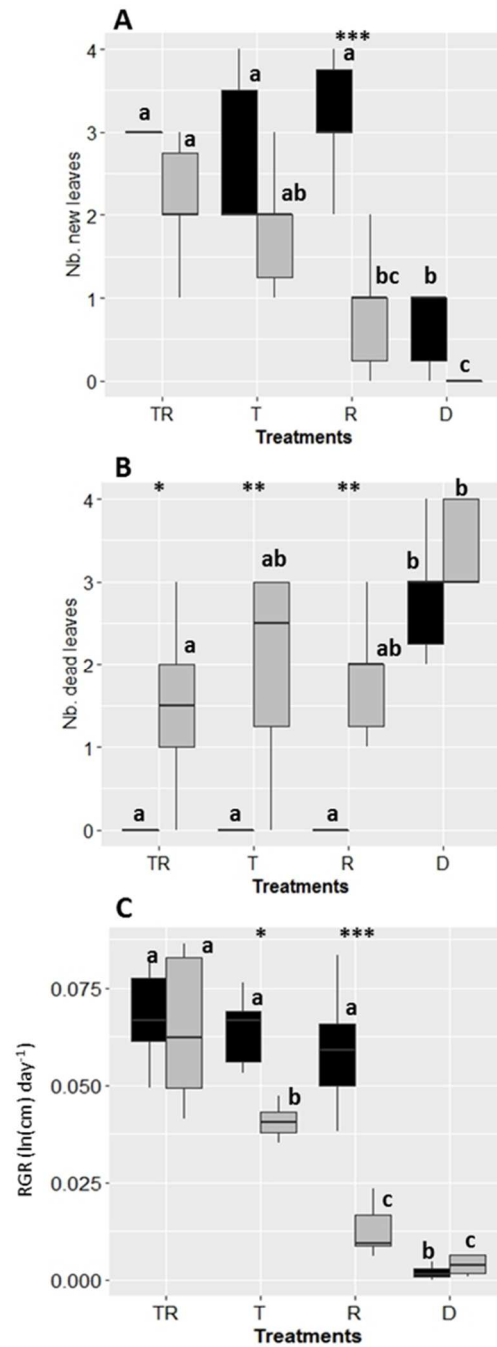 A
***
4
a
a
a
a
3
ab
2
bc
b
1
c
0
Nb. new leaves
TR T R D
Treatments
B
* ** **
4
b
ab
b
3
a
ab
2
1
a a a
0
Nb. dead leaves
TR T R D
Treatments
C
* ***
a a
0.075
a a
0.050
b
0.025
c
b c
0.000
RGR (ln(cm) day-1)
TR T R D
Treatments